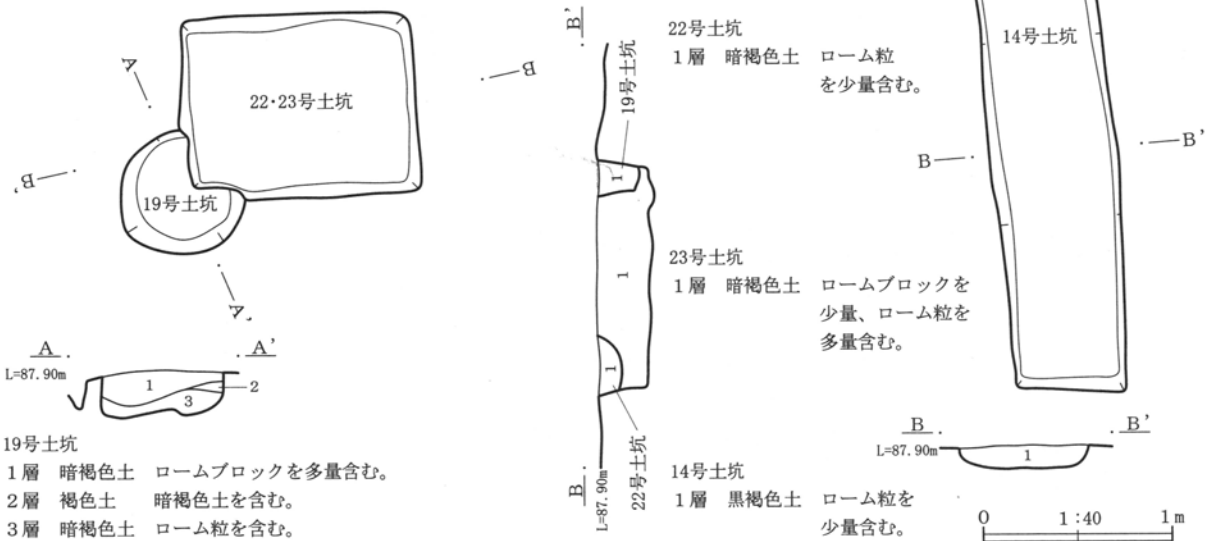 A
B
22・23号土坑
B'
19号土坑
A'
A A'
L=87.90m
1
2
3
19号土坑
1層 暗褐色土 ロームブロックを多量含む。
2層 褐色土 暗褐色土を含む。
3層 暗褐色土 ローム粒を含む。
B'
19号土坑
1
1
1
22号土坑
B
L=87.90m
22号土坑
1層 暗褐色土 ローム粒
を少量含む。
23号土坑
1層 暗褐色土 ロームブロックを
少量、ローム粒を
多量含む。
14号土坑
1層 黒褐色土 ローム粒を
少量含む。
14号土坑
B B'
B B'
L=87.90m
1
0 1:40 1m